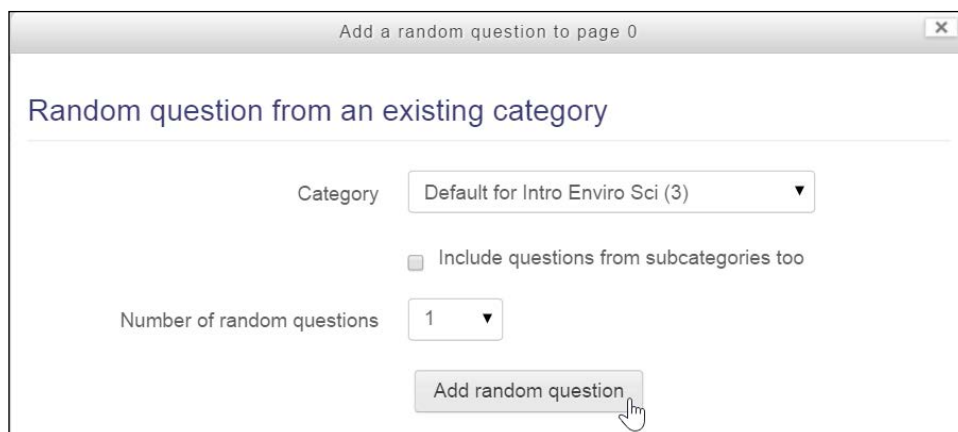 Add a random question to page 0
Random question from an existing category
Category Default for Intro Enviro Sci (3)
Include questions from subcategories too
Number of random questions 1
Add random question